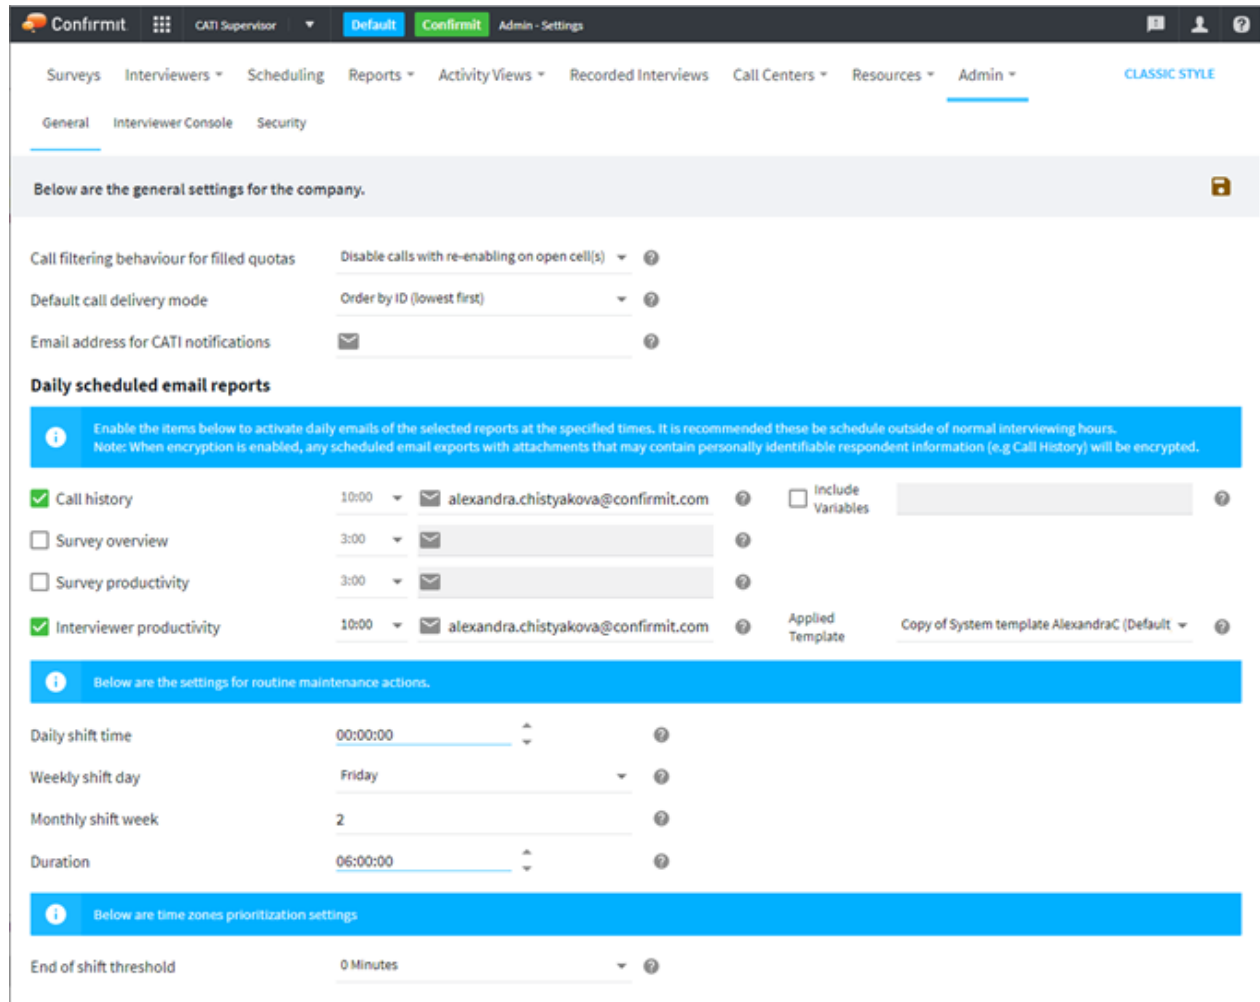 Confirmit CATI Supervisor Default Confirmit Admin - Settings
Surveys Interviewers Scheduling Reports Activity Views Recorded Interviews Call Centers Resources Admin CLASSIC STYLE
General Interviewer Console Security
Below are the general settings for the company.
Call filtering behaviour for filled quotas Disable calls with re-enabling on open cell(s)
Default call delivery mode Order by ID (lowest first)
Email address for CATI notifications
Daily scheduled email reports
Enable the items below to activate daily emails of the selected reports at the specified times. It is recommended these be schedule outside of normal interviewing hours.
Note: When encryption is enabled, any scheduled email exports with attachments that may contain personally identifiable respondent information (e.g Call History) will be encrypted.
Call history 10:00 alexandra.chistyakova@confirmit.com Include Variables
Survey overview 3:00
Survey productivity 3:00
Interviewer productivity 10:00 alexandra.chistyakova@confirmit.com Applied Template Copy of System template AlexandraC (Default
Below are the settings for routine maintenance actions.
Daily shift time 00:00:00
Weekly shift day Friday
Monthly shift week 2
Duration 06:00:00
Below are time zones prioritization settings
End of shift threshold 0 Minutes